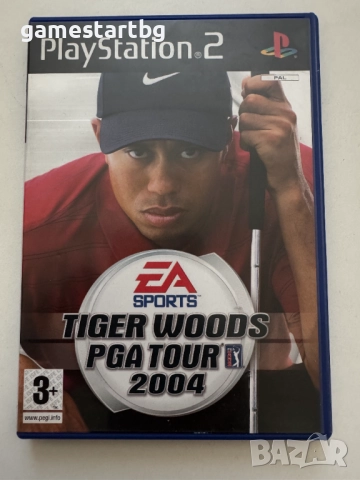 gamestartbg
PlayStation®2
PAL
EA
SPORTS
TIGER WOODS
PGA TOUR
2004
3+
www.pegi.info
BAZAR